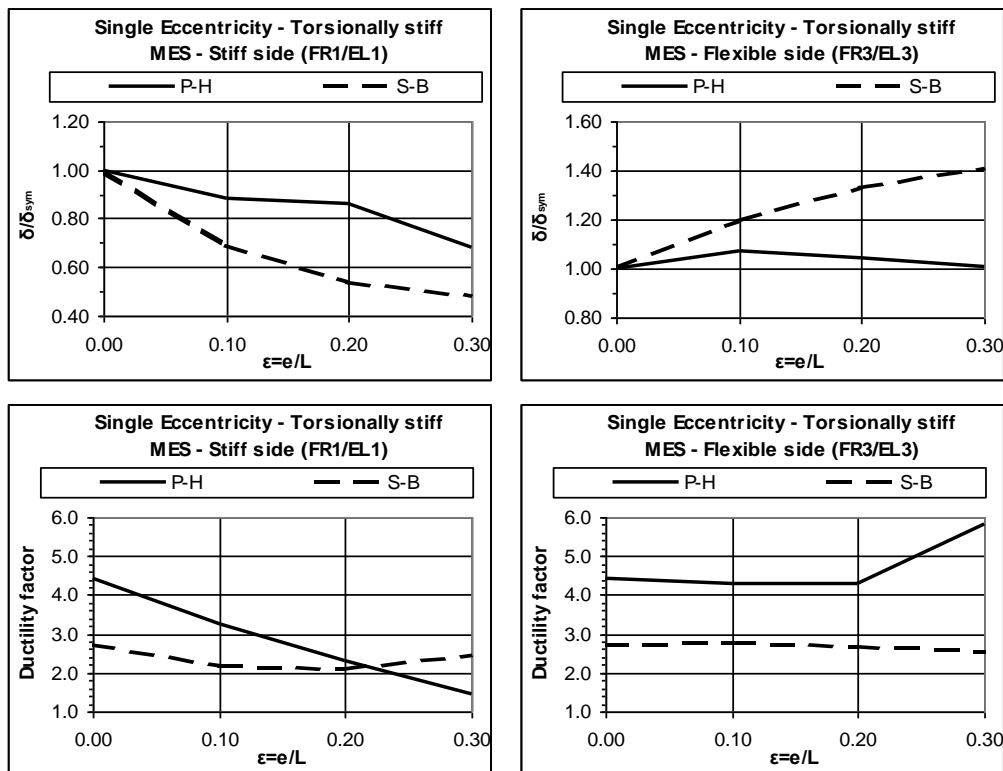 Single Eccentricity - Torsionally stiff
MES - Stiff side (FR1/EL1)
P-H
S-B
1.20
1.00
0.80
0.60
0.40
δ/δsym
0.00
0.10
0.20
0.30
ε=e/L
Single Eccentricity - Torsionally stiff
MES - Flexible side (FR3/EL3)
P-H
S-B
1.60
1.40
1.20
1.00
0.80
δ/δsym
0.00
0.10
0.20
0.30
ε=e/L
Single Eccentricity - Torsionally stiff
MES - Stiff side (FR1/EL1)
P-H
S-B
6.0
5.0
4.0
3.0
2.0
1.0
Ductility factor
0.00
0.10
0.20
0.30
ε=e/L
Single Eccentricity - Torsionally stiff
MES - Flexible side (FR3/EL3)
P-H
S-B
6.0
5.0
4.0
3.0
2.0
1.0
Ductility factor
0.00
0.10
0.20
0.30
ε=e/L